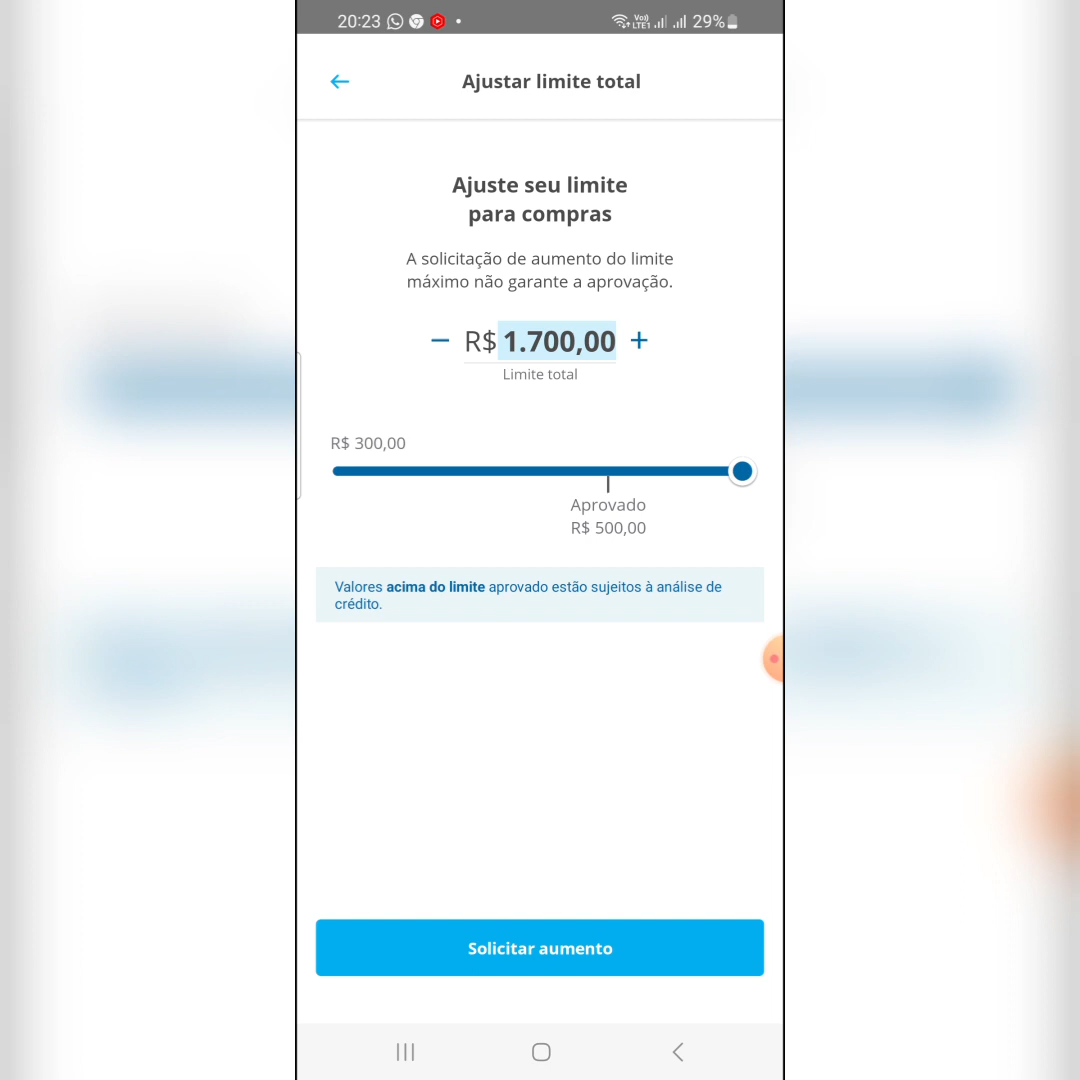 20:23 29%
Vo))
LTE1
Ajustar limite total
Ajuste seu limite
para compras
A solicitação de aumento do limite
máximo não garante a aprovação.
− R$ 1.700,00 +
Limite total
R$ 300,00
Aprovado
R$ 500,00
Valores acima do limite aprovado estão sujeitos à análise de
crédito.
Solicitar aumento